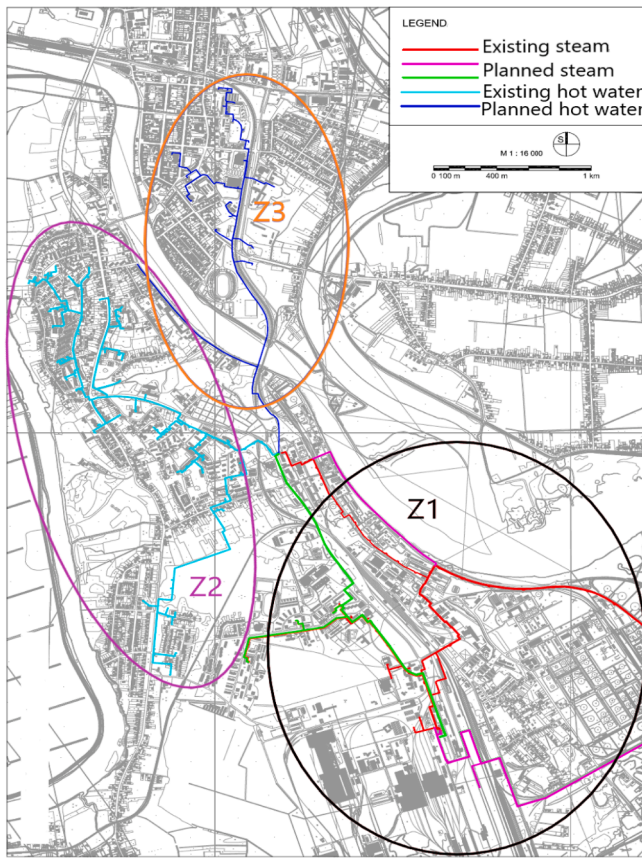 LEGEND
Existing steam
Planned steam
Existing hot water
Planned hot water
S
M 1 : 16 000
0 100 m 400 m 1 km
Z3
Z1
Z2